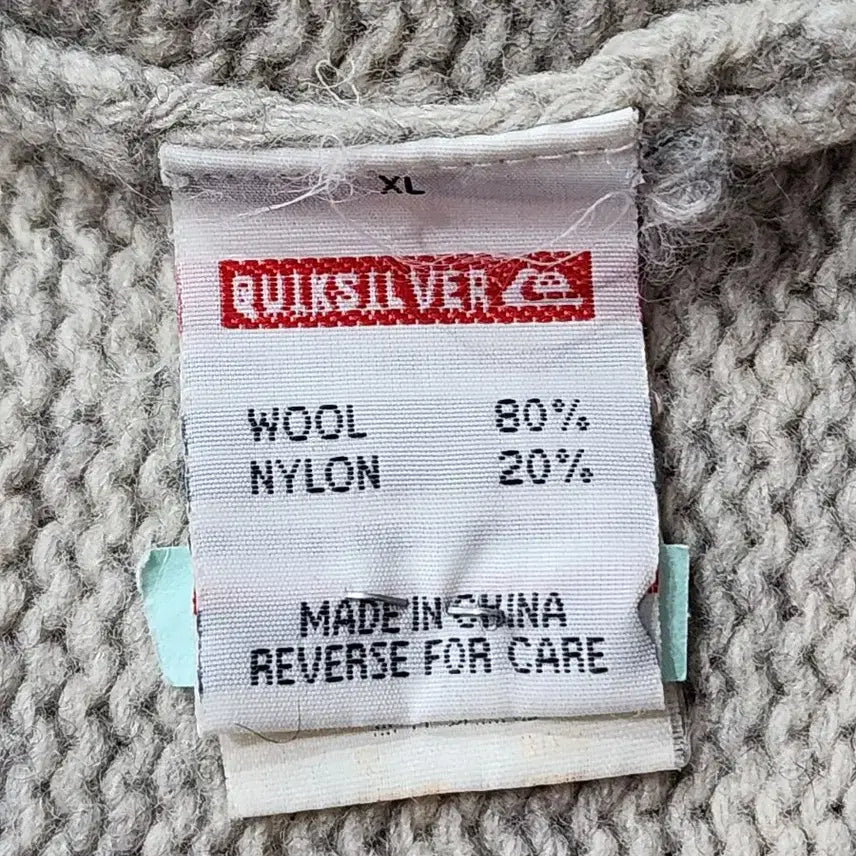 XL
QUIKSILVER
WOOL 80%
NYLON 20%
MADE IN CHINA
REVERSE FOR CARE